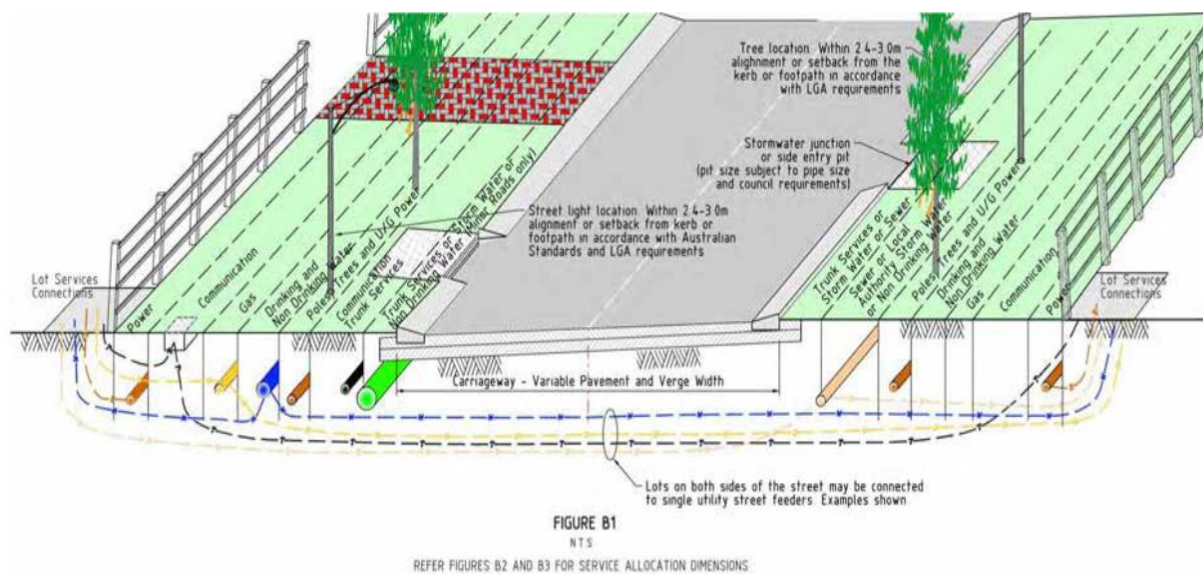 Tree location. Within 2.4-3.0m
alignment or setback from the
kerb or footpath in accordance
with LGA requirements
Stormwater junction
or side entry pit
(pit size subject to pipe size
and council requirements)
Street light location. Within 2.4-3.0m
alignment or setback from kerb or
footpath in accordance with Australian
Standards and LGA requirements
Lot Services
Connections
Power
Communication
Gas
Drinking and
Non Drinking Water
Poles, Trees and U/G Power
Communication
Trunk Services
Trunk Services or Storm Water or
Non Drinking Water (Minor Roads only)
Trunk Services or
Storm Water or Sewer
Sewer or Local
Authority Storm Water
or Non Drinking Water
Poles, Trees and U/G Power
Drinking and
Non Drinking Water
Gas
Communication
Power
Lot Services
Connections
Carriageway - Variable Pavement and Verge Width
Lots on both sides of the street may be connected
to single utility street feeders. Examples shown
FIGURE B1
N.T.S
REFER FIGURES B2 AND B3 FOR SERVICE ALLOCATION DIMENSIONS